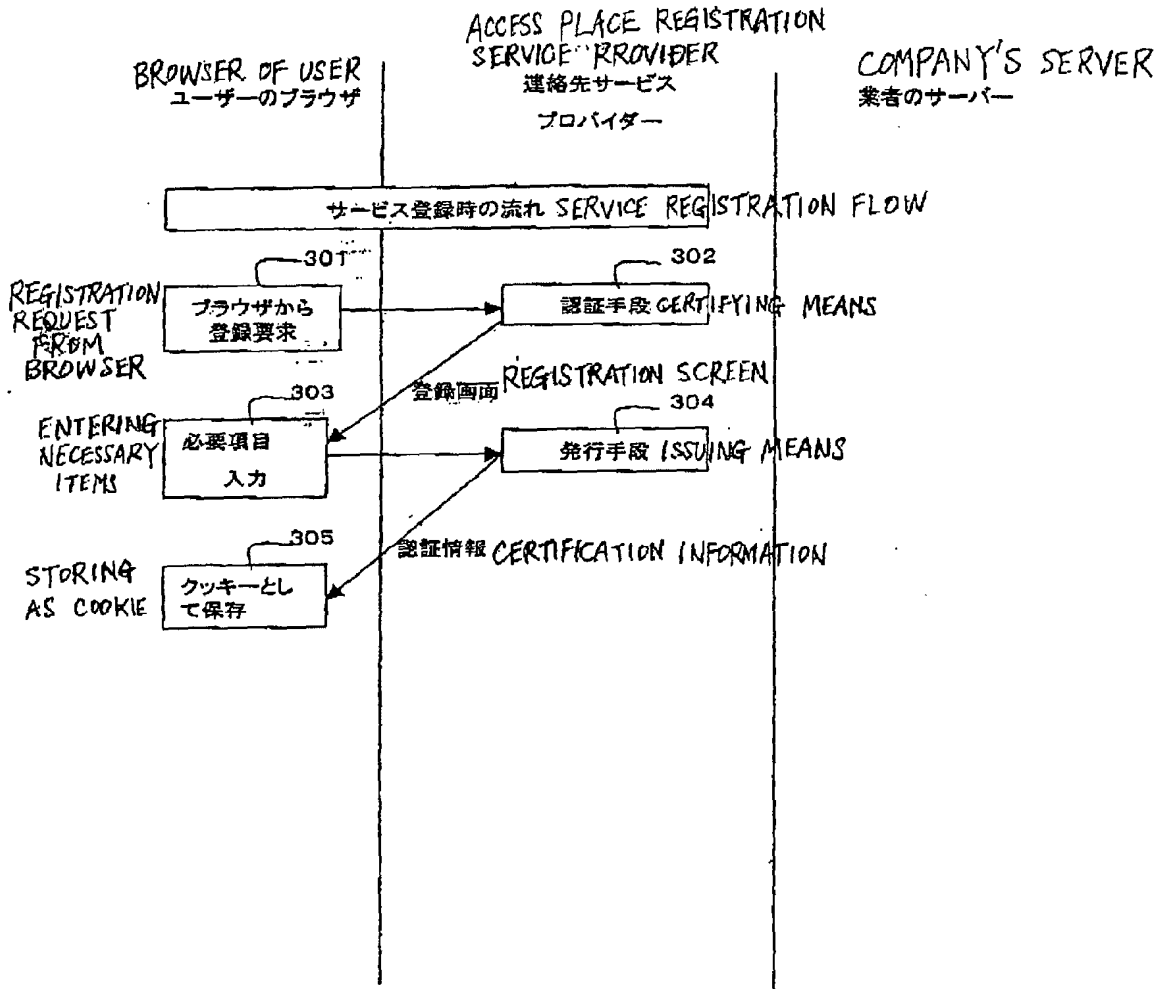 BROWSER OF USER
ユーザーのブラウザ
ACCESS PLACE REGISTRATION
SERVICE PRROVIDER
連絡先サービス
プロバイダー
COMPANY'S SERVER
業者のサーバー
サービス登録時の流れ SERVICE REGISTRATION FLOW
301
302
REGISTRATION
REQUEST
FROM
BROWSER
ブラウザから
登録要求
認証手段 CERTIFYING MEANS
登録画面 REGISTRATION SCREEN
303
304
ENTERING
NECESSARY
ITEMS
必要項目
入力
発行手段 ISSUING MEANS
305
認証情報 CERTIFICATION INFORMATION
STORING
AS COOKIE
クッキーとし
て保存